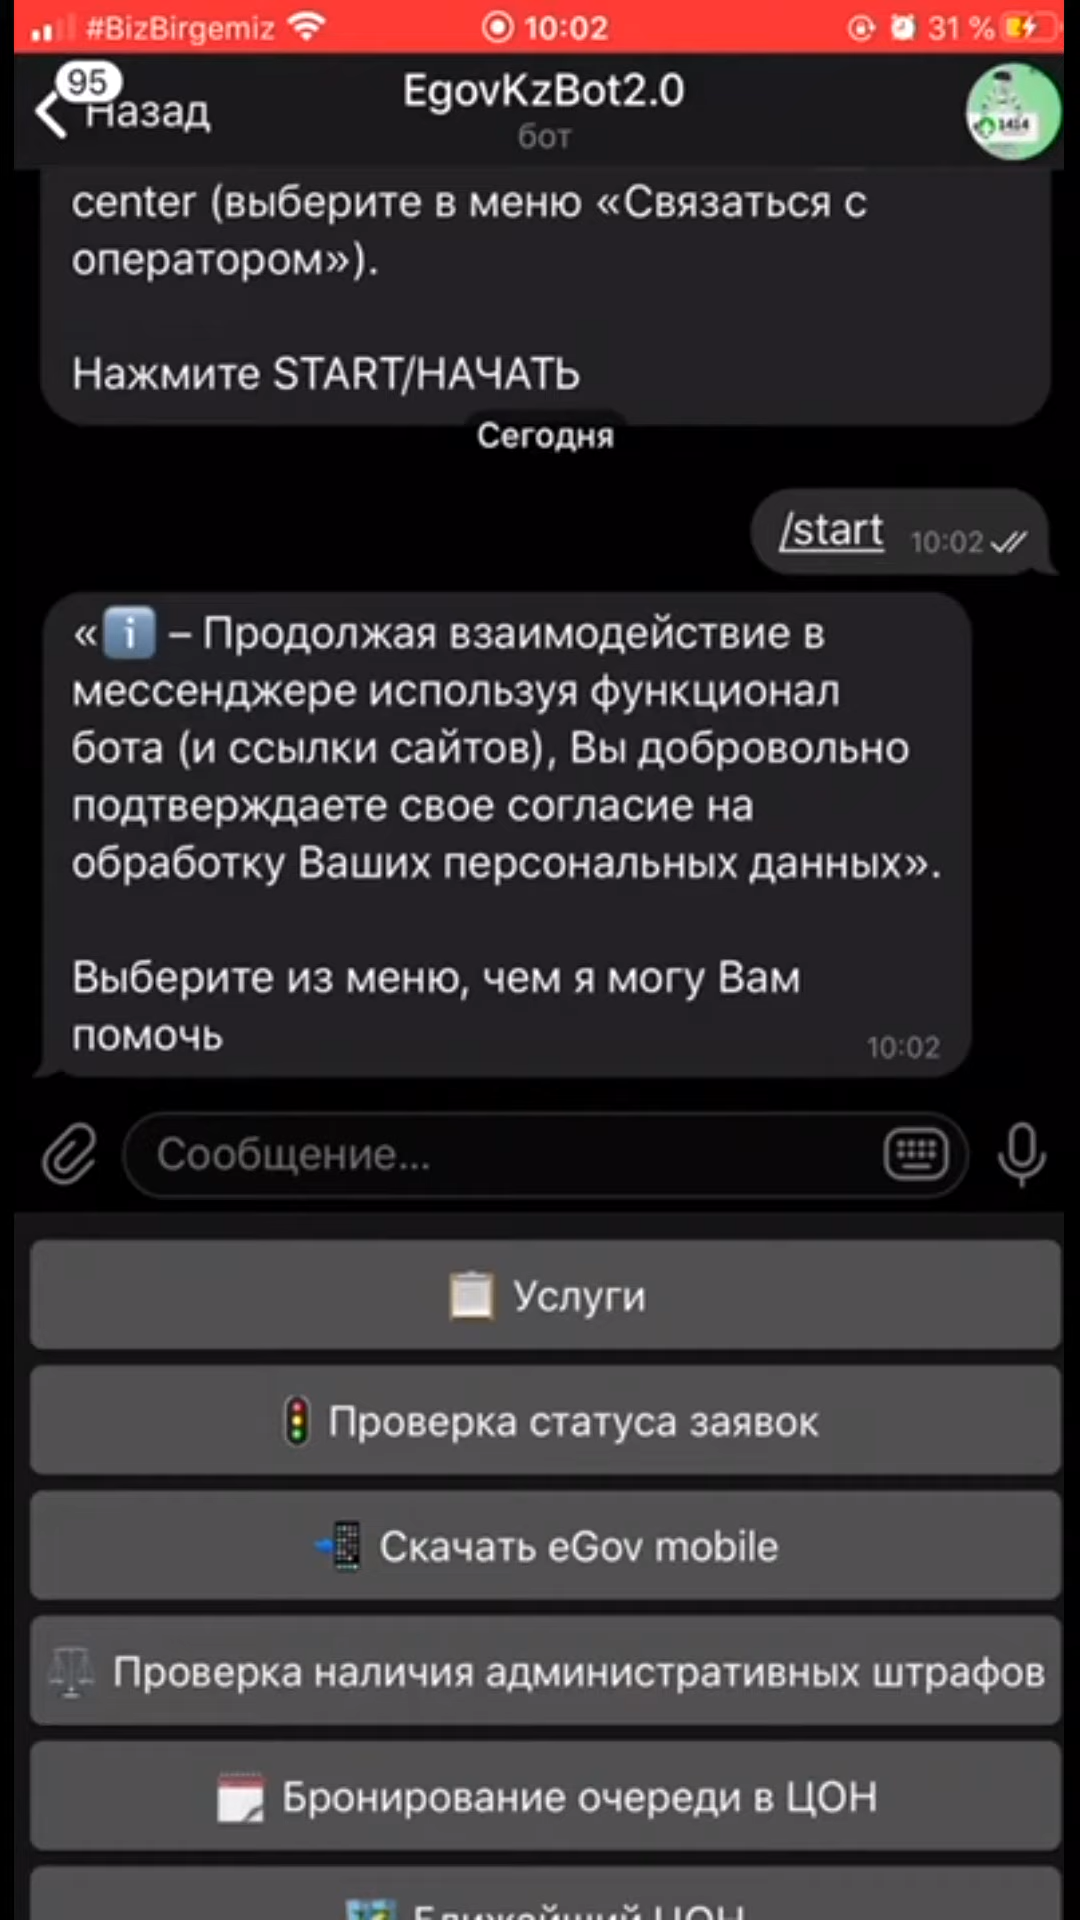 #BizBirgemiz 10:02 31 %
95
Назад
EgovKzBot2.0
бот
1414
center (выберите в меню «Связаться с
оператором»).
Нажмите START/НАЧАТЬ
Сегодня
/start 10:02
«ℹ️ – Продолжая взаимодействие в
мессенджере используя функционал
бота (и ссылки сайтов), Вы добровольно
подтверждаете свое согласие на
обработку Ваших персональных данных».
Выберите из меню, чем я могу Вам
помочь
10:02
Сообщение...
Услуги
Проверка статуса заявок
Скачать eGov mobile
Проверка наличия административных штрафов
Бронирование очереди в ЦОН
Ближайший ЦОН